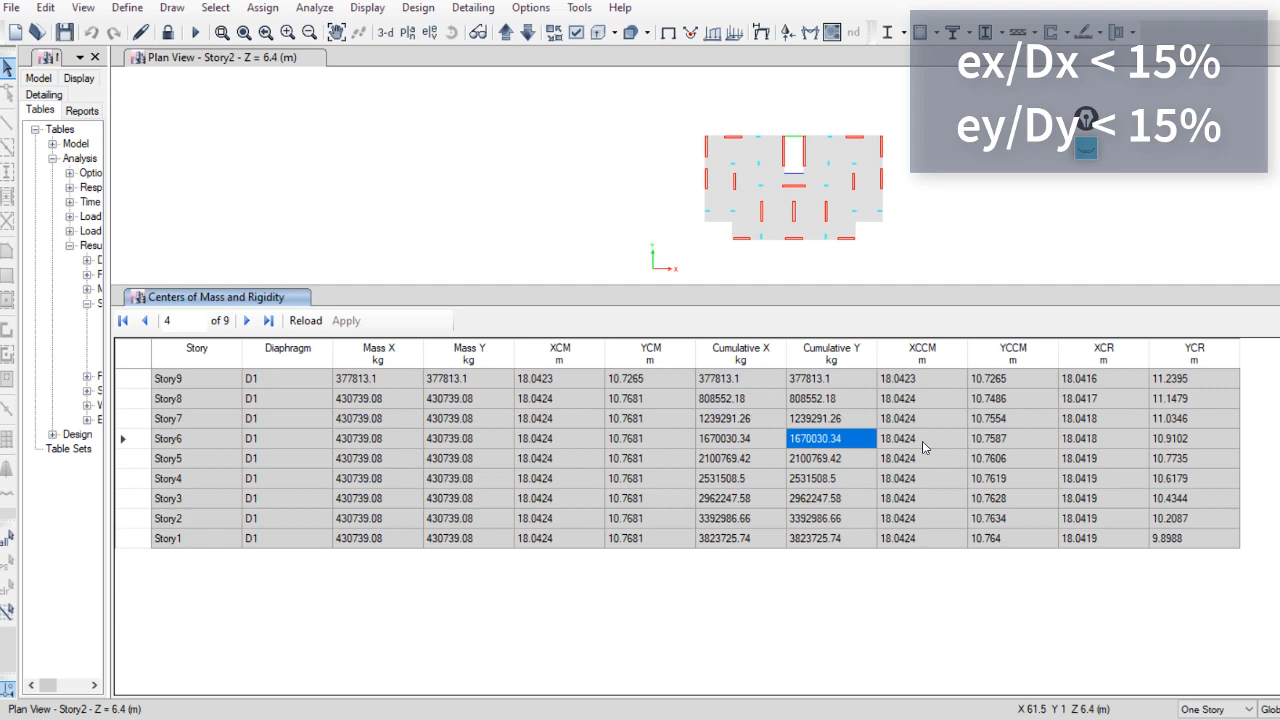 File Edit View Define Draw Select Assign Analyze Display Design Detailing Options Tools Help
3-d nd
Plan View - Story2 - Z = 6.4 (m)
ex/Dx < 15%
ey/Dy < 15%
Model Display
Detailing
Tables Reports
Tables
Model
Analysis
Optio
Resp
Time
Load
Load
Resu
D
F
M
S
F
S
W
E
Design
Table Sets
Y
X
Centers of Mass and Rigidity
4 of 9 Reload Apply
Story Diaphragm Mass X kg Mass Y kg XCM m YCM m Cumulative X kg Cumulative Y kg XCCM m YCCM m XCR m YCR m
Story9 D1 377813.1 377813.1 18.0423 10.7265 377813.1 377813.1 18.0423 10.7265 18.0416 11.2395
Story8 D1 430739.08 430739.08 18.0424 10.7681 808552.18 808552.18 18.0424 10.7486 18.0417 11.1479
Story7 D1 430739.08 430739.08 18.0424 10.7681 1239291.26 1239291.26 18.0424 10.7554 18.0418 11.0346
Story6 D1 430739.08 430739.08 18.0424 10.7681 1670030.34 1670030.34 18.0424 10.7587 18.0418 10.9102
Story5 D1 430739.08 430739.08 18.0424 10.7681 2100769.42 2100769.42 18.0424 10.7606 18.0419 10.7735
Story4 D1 430739.08 430739.08 18.0424 10.7681 2531508.5 2531508.5 18.0424 10.7619 18.0419 10.6179
Story3 D1 430739.08 430739.08 18.0424 10.7681 2962247.58 2962247.58 18.0424 10.7628 18.0419 10.4344
Story2 D1 430739.08 430739.08 18.0424 10.7681 3392986.66 3392986.66 18.0424 10.7634 18.0419 10.2087
Story1 D1 430739.08 430739.08 18.0424 10.7681 3823725.74 3823725.74 18.0424 10.764 18.0419 9.8988
Plan View - Story2 - Z = 6.4 (m) X 61.5 Y 1 Z 6.4 (m) One Story Glob